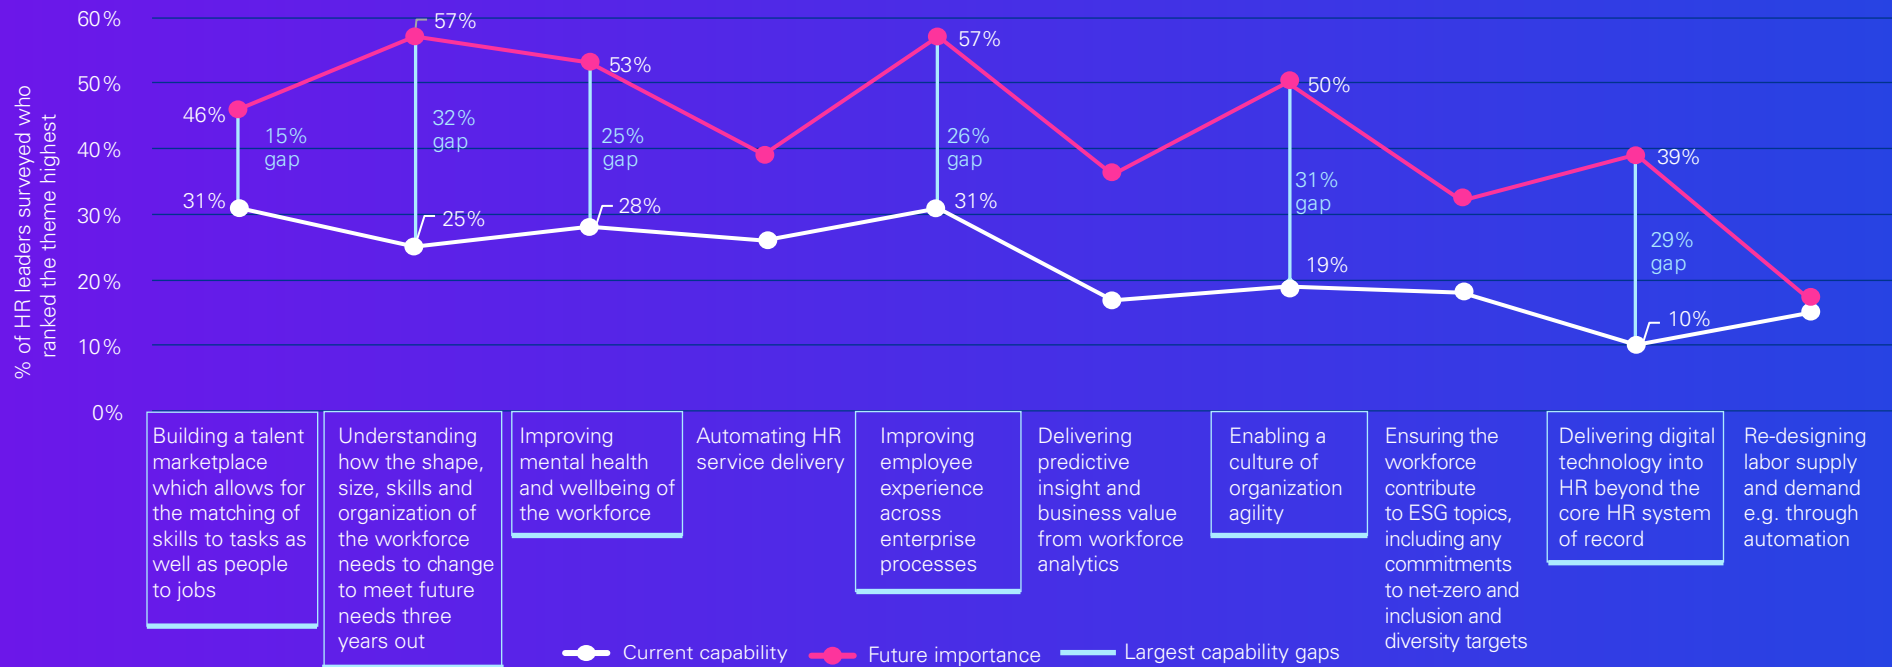 % of HR leaders surveyed who
ranked the theme highest
60%
50%
40%
30%
20%
10%
0%
46%
15%
gap
31%
57%
32%
gap
25%
53%
25%
gap
28%
57%
26%
gap
31%
50%
31%
gap
19%
39%
29%
gap
10%
Building a talent
marketplace
which allows for
the matching of
skills to tasks as
well as people
to jobs
Understanding
how the shape,
size, skills and
organization of
the workforce
needs to change
to meet future
needs three
years out
Improving
mental health
and wellbeing of
the workforce
Automating HR
service delivery
Improving
employee
experience
across
enterprise
processes
Delivering
predictive
insight and
business value
from workforce
analytics
Enabling a
culture of
organization
agility
Ensuring the
workforce
contribute
to ESG topics,
including any
commitments
to net-zero and
inclusion and
diversity targets
Delivering digital
technology into
HR beyond the
core HR system
of record
Re-designing
labor supply
and demand
e.g. through
automation
Current capability
Future importance
Largest capability gaps